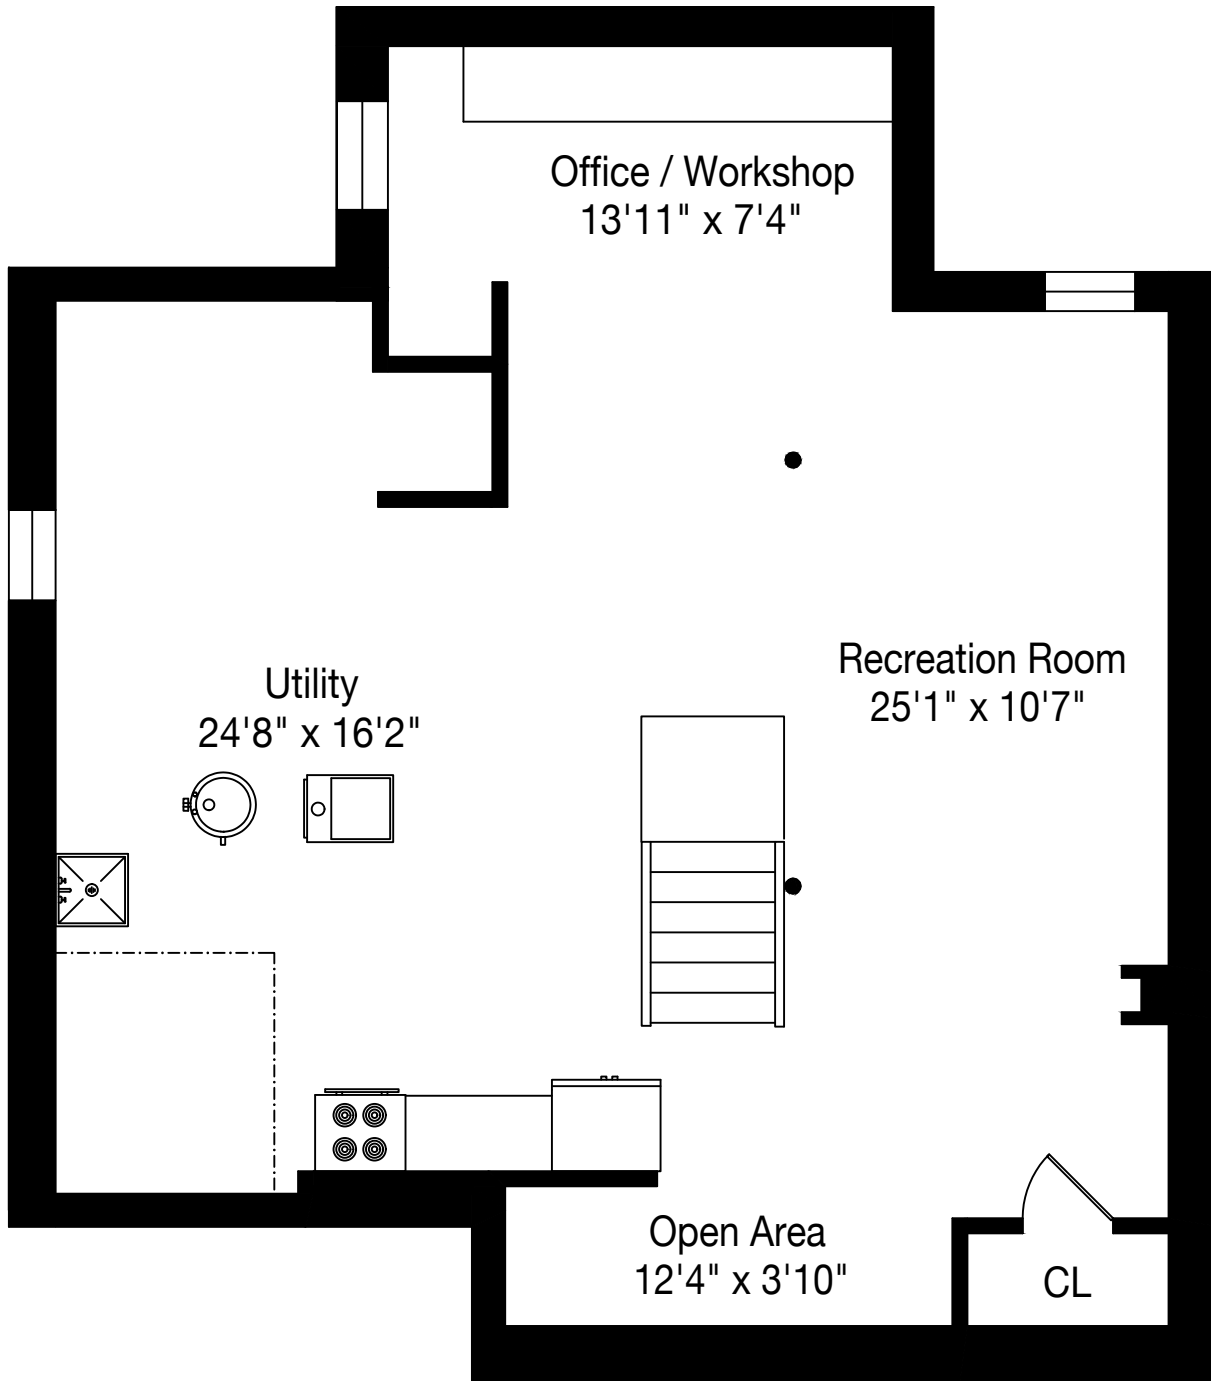 Office / Workshop
13'11" x 7'4"
Recreation Room
25'1" x 10'7"
Utility
24'8" x 16'2"
Open Area
12'4" x 3'10"
CL